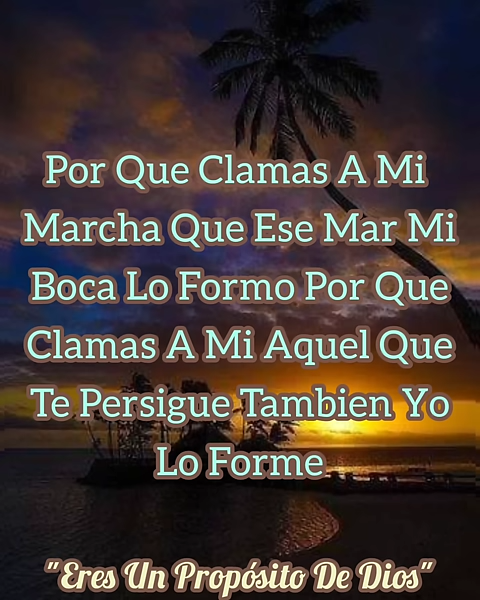 Por Que Clamas A Mi
Marcha Que Ese Mar Mi
Boca Lo Formo Por Que
Clamas A Mi Aquel Que
Te Persigue Tambien Yo
Lo Forme
"Eres Un Propósito De Dios"